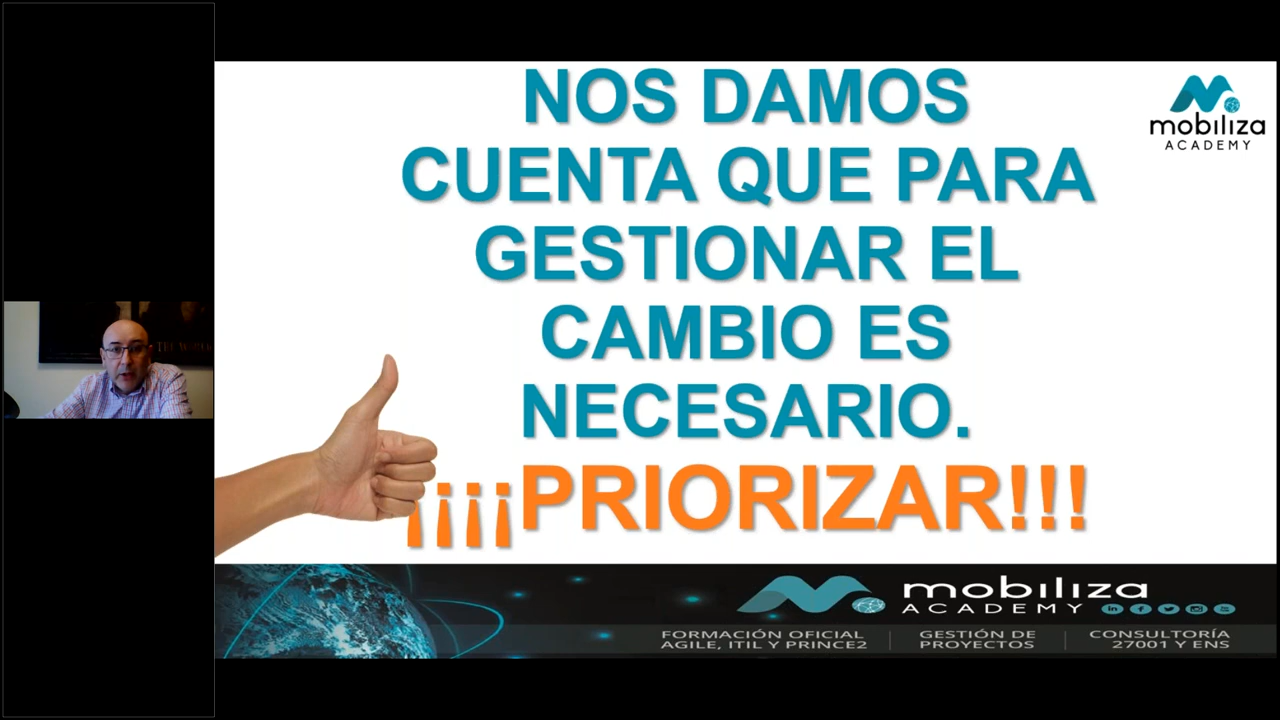 NOS DAMOS
CUENTA QUE PARA
GESTIONAR EL
CAMBIO ES
NECESARIO.
¡¡¡¡PRIORIZAR!!!
mobiliza
ACADEMY
mobiliza
ACADEMY
FORMACIÓN OFICIAL
AGILE, ITIL Y PRINCE2
GESTIÓN DE
PROYECTOS
CONSULTORÍA
27001 Y ENS